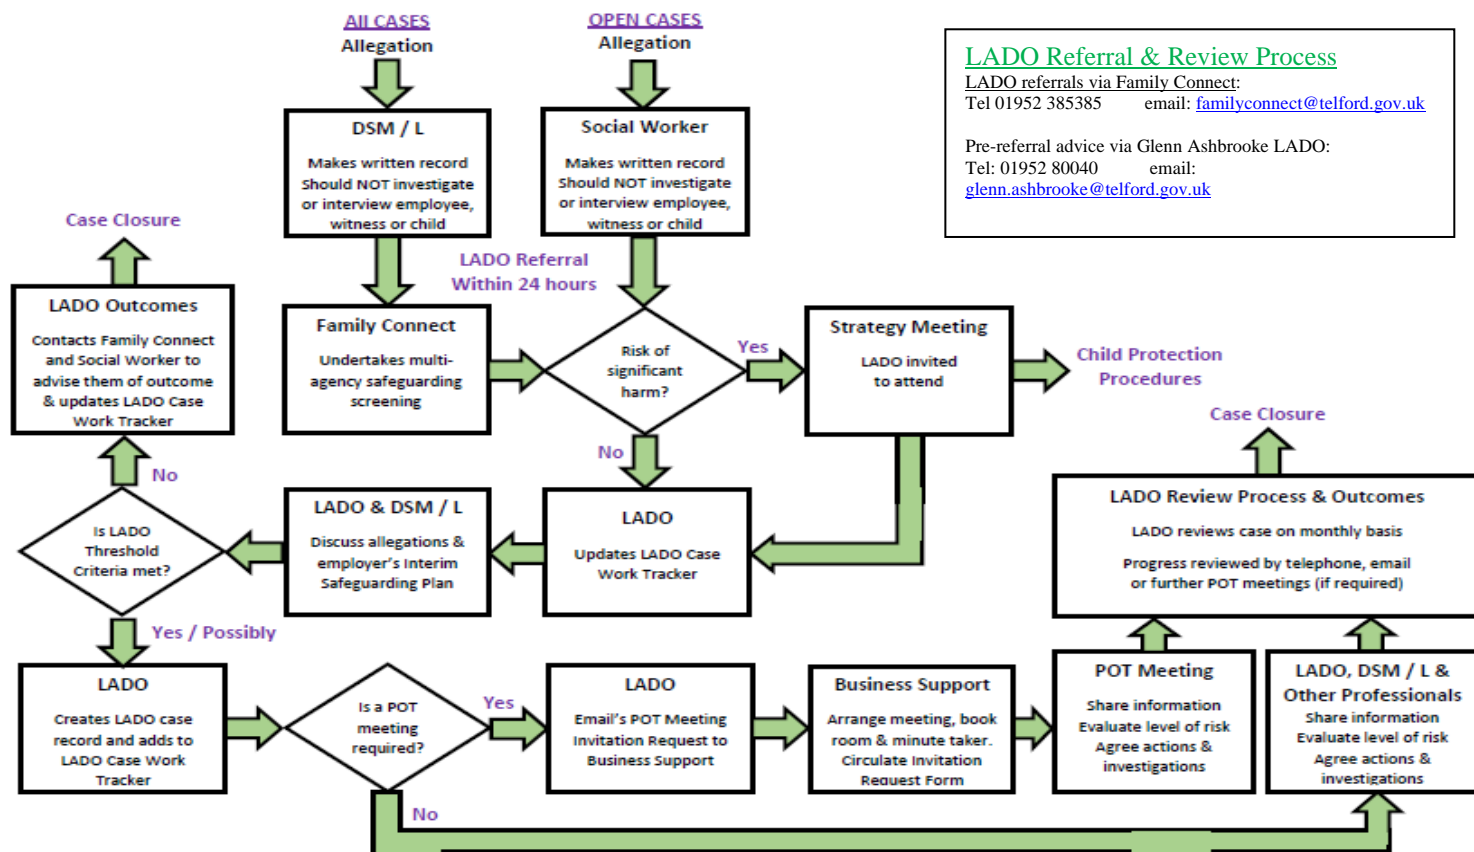 All CASES
Allegation
OPEN CASES
Allegation
LADO Referral & Review Process
LADO referrals via Family Connect:
Tel 01952 385385 email: familyconnect@telford.gov.uk
Pre-referral advice via Glenn Ashbrooke LADO:
Tel: 01952 80040 email:
glenn.ashbrooke@telford.gov.uk
DSM / L
Makes written record
Should NOT investigate
or interview employee,
witness or child
Social Worker
Makes written record
Should NOT investigate
or interview employee,
witness or child
Case Closure
LADO Referral
Within 24 hours
LADO Outcomes
Contacts Family Connect
and Social Worker to
advise them of outcome
& updates LADO Case
Work Tracker
Family Connect
Undertakes multi-
agency safeguarding
screening
Risk of
significant
harm?
Yes
Strategy Meeting
LADO invited
to attend
Child Protection
Procedures
Case Closure
No
No
Is LADO
Threshold
Criteria met?
LADO & DSM / L
Discuss allegations &
employer's Interim
Safeguarding Plan
LADO
Updates LADO Case
Work Tracker
LADO Review Process & Outcomes
LADO reviews case on monthly basis
Progress reviewed by telephone, email
or further POT meetings (if required)
Yes / Possibly
LADO
Creates LADO case
record and adds to
LADO Case Work
Tracker
Is a POT
meeting
required?
Yes
LADO
Email's POT Meeting
Invitation Request to
Business Support
Business Support
Arrange meeting, book
room & minute taker.
Circulate Invitation
Request Form
POT Meeting
Share information
Evaluate level of risk
Agree actions &
investigations
LADO, DSM / L &
Other Professionals
Share information
Evaluate level of risk
Agree actions &
investigations
No